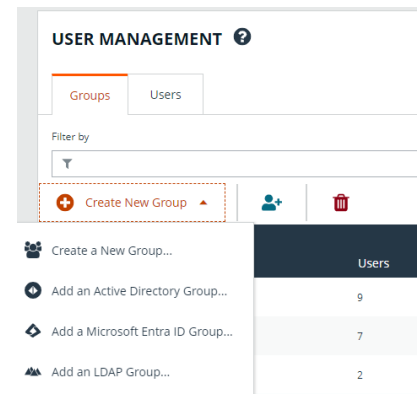 USER MANAGEMENT ?
Groups Users
Filter by
Create New Group
Create a New Group...
Users
Add an Active Directory Group...
9
Add a Microsoft Entra ID Group...
7
Add an LDAP Group...
2